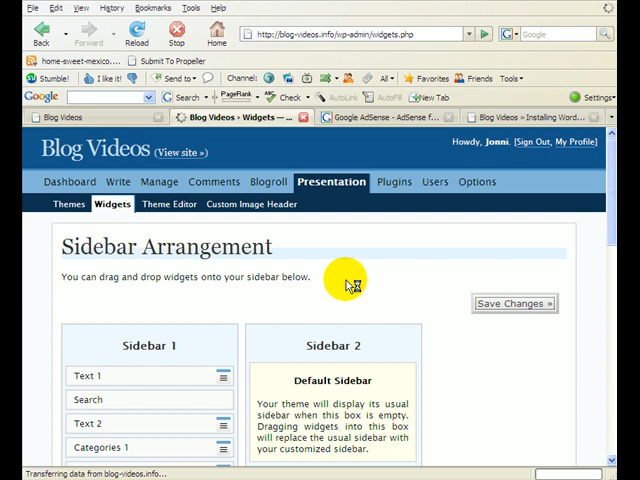 File Edit View History Bookmarks Tools Help
Back Forward Reload Stop Home http://blog-videos.info/wp-admin/widgets.php Google
home-sweet-mexico.... Submit To Propeller
Stumble! I like it! Send to Channel: All Favorites Friends Tools
Google Search PageRank Check AutoLink AutoFill New Tab Settings
Blog Videos Blog Videos › Widgets — ... Google AdSense - AdSense f... Blog Videos » Installing Word...
Blog Videos (View site ») Howdy, Jonni. [Sign Out, My Profile]
Dashboard Write Manage Comments Blogroll Presentation Plugins Users Options
Themes Widgets Theme Editor Custom Image Header
Sidebar Arrangement
You can drag and drop widgets onto your sidebar below.
Save Changes »
Sidebar 1 Sidebar 2
Text 1
Search
Text 2
Categories 1
Default Sidebar
Your theme will display its usual
sidebar when this box is empty.
Dragging widgets into this box
will replace the usual sidebar with
your customized sidebar.
Transferring data from blog-videos.info...